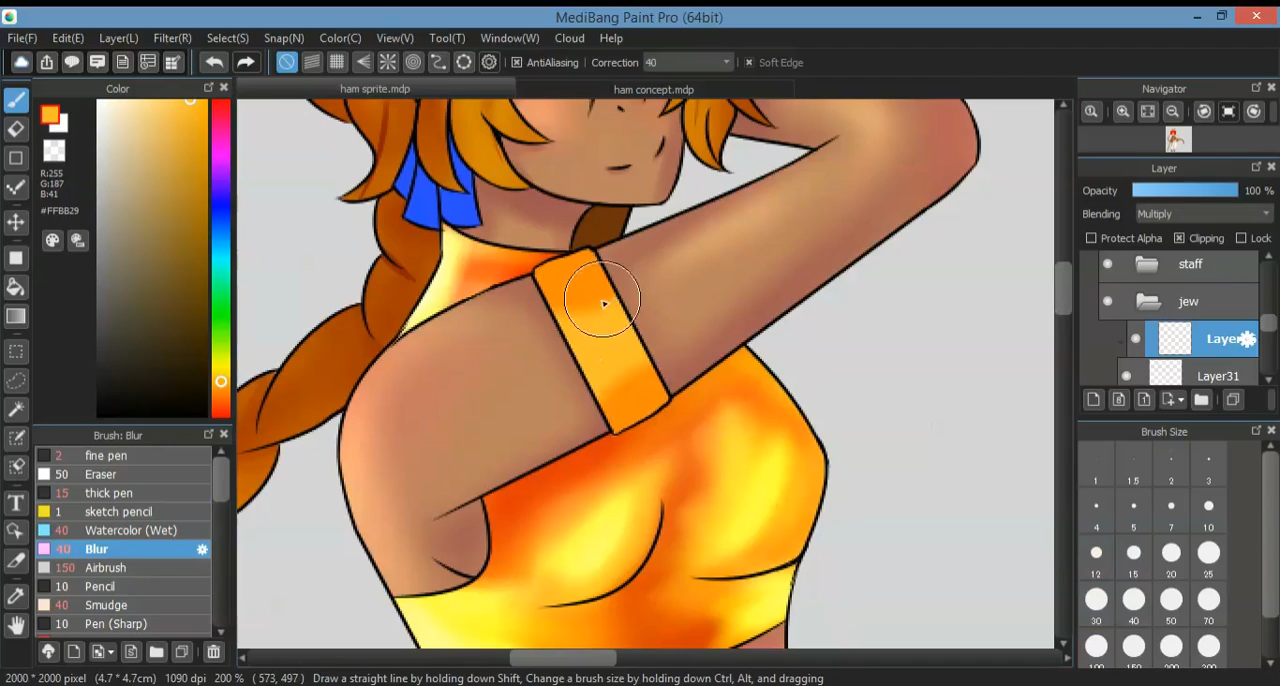 MediBang Paint Pro (64bit)
File(F) Edit(E) Layer(L) Filter(R) Select(S) Snap(N) Color(C) View(V) Tool(T) Window(W) Cloud Help
AntiAliasing Correction 40 Soft Edge
Color
ham sprite.mdp ham concept.mdp
R:255
G:187
B:41
#FFBB29
Brush: Blur
2 fine pen
50 Eraser
15 thick pen
1 sketch pencil
40 Watercolor (Wet)
40 Blur
150 Airbrush
10 Pencil
40 Smudge
10 Pen (Sharp)
Navigator
Layer
Opacity 100 %
Blending Multiply
Protect Alpha Clipping Lock
staff
jew
Layer31
Brush Size
1 1.5 2 3
4 5 7 10
12 15 20 25
30 40 50 70
2000 * 2000 pixel (4.7 * 4.7cm) 1090 dpi 200 % ( 573, 497 ) Draw a straight line by holding down Shift, Change a brush size by holding down Ctrl, Alt, and dragging